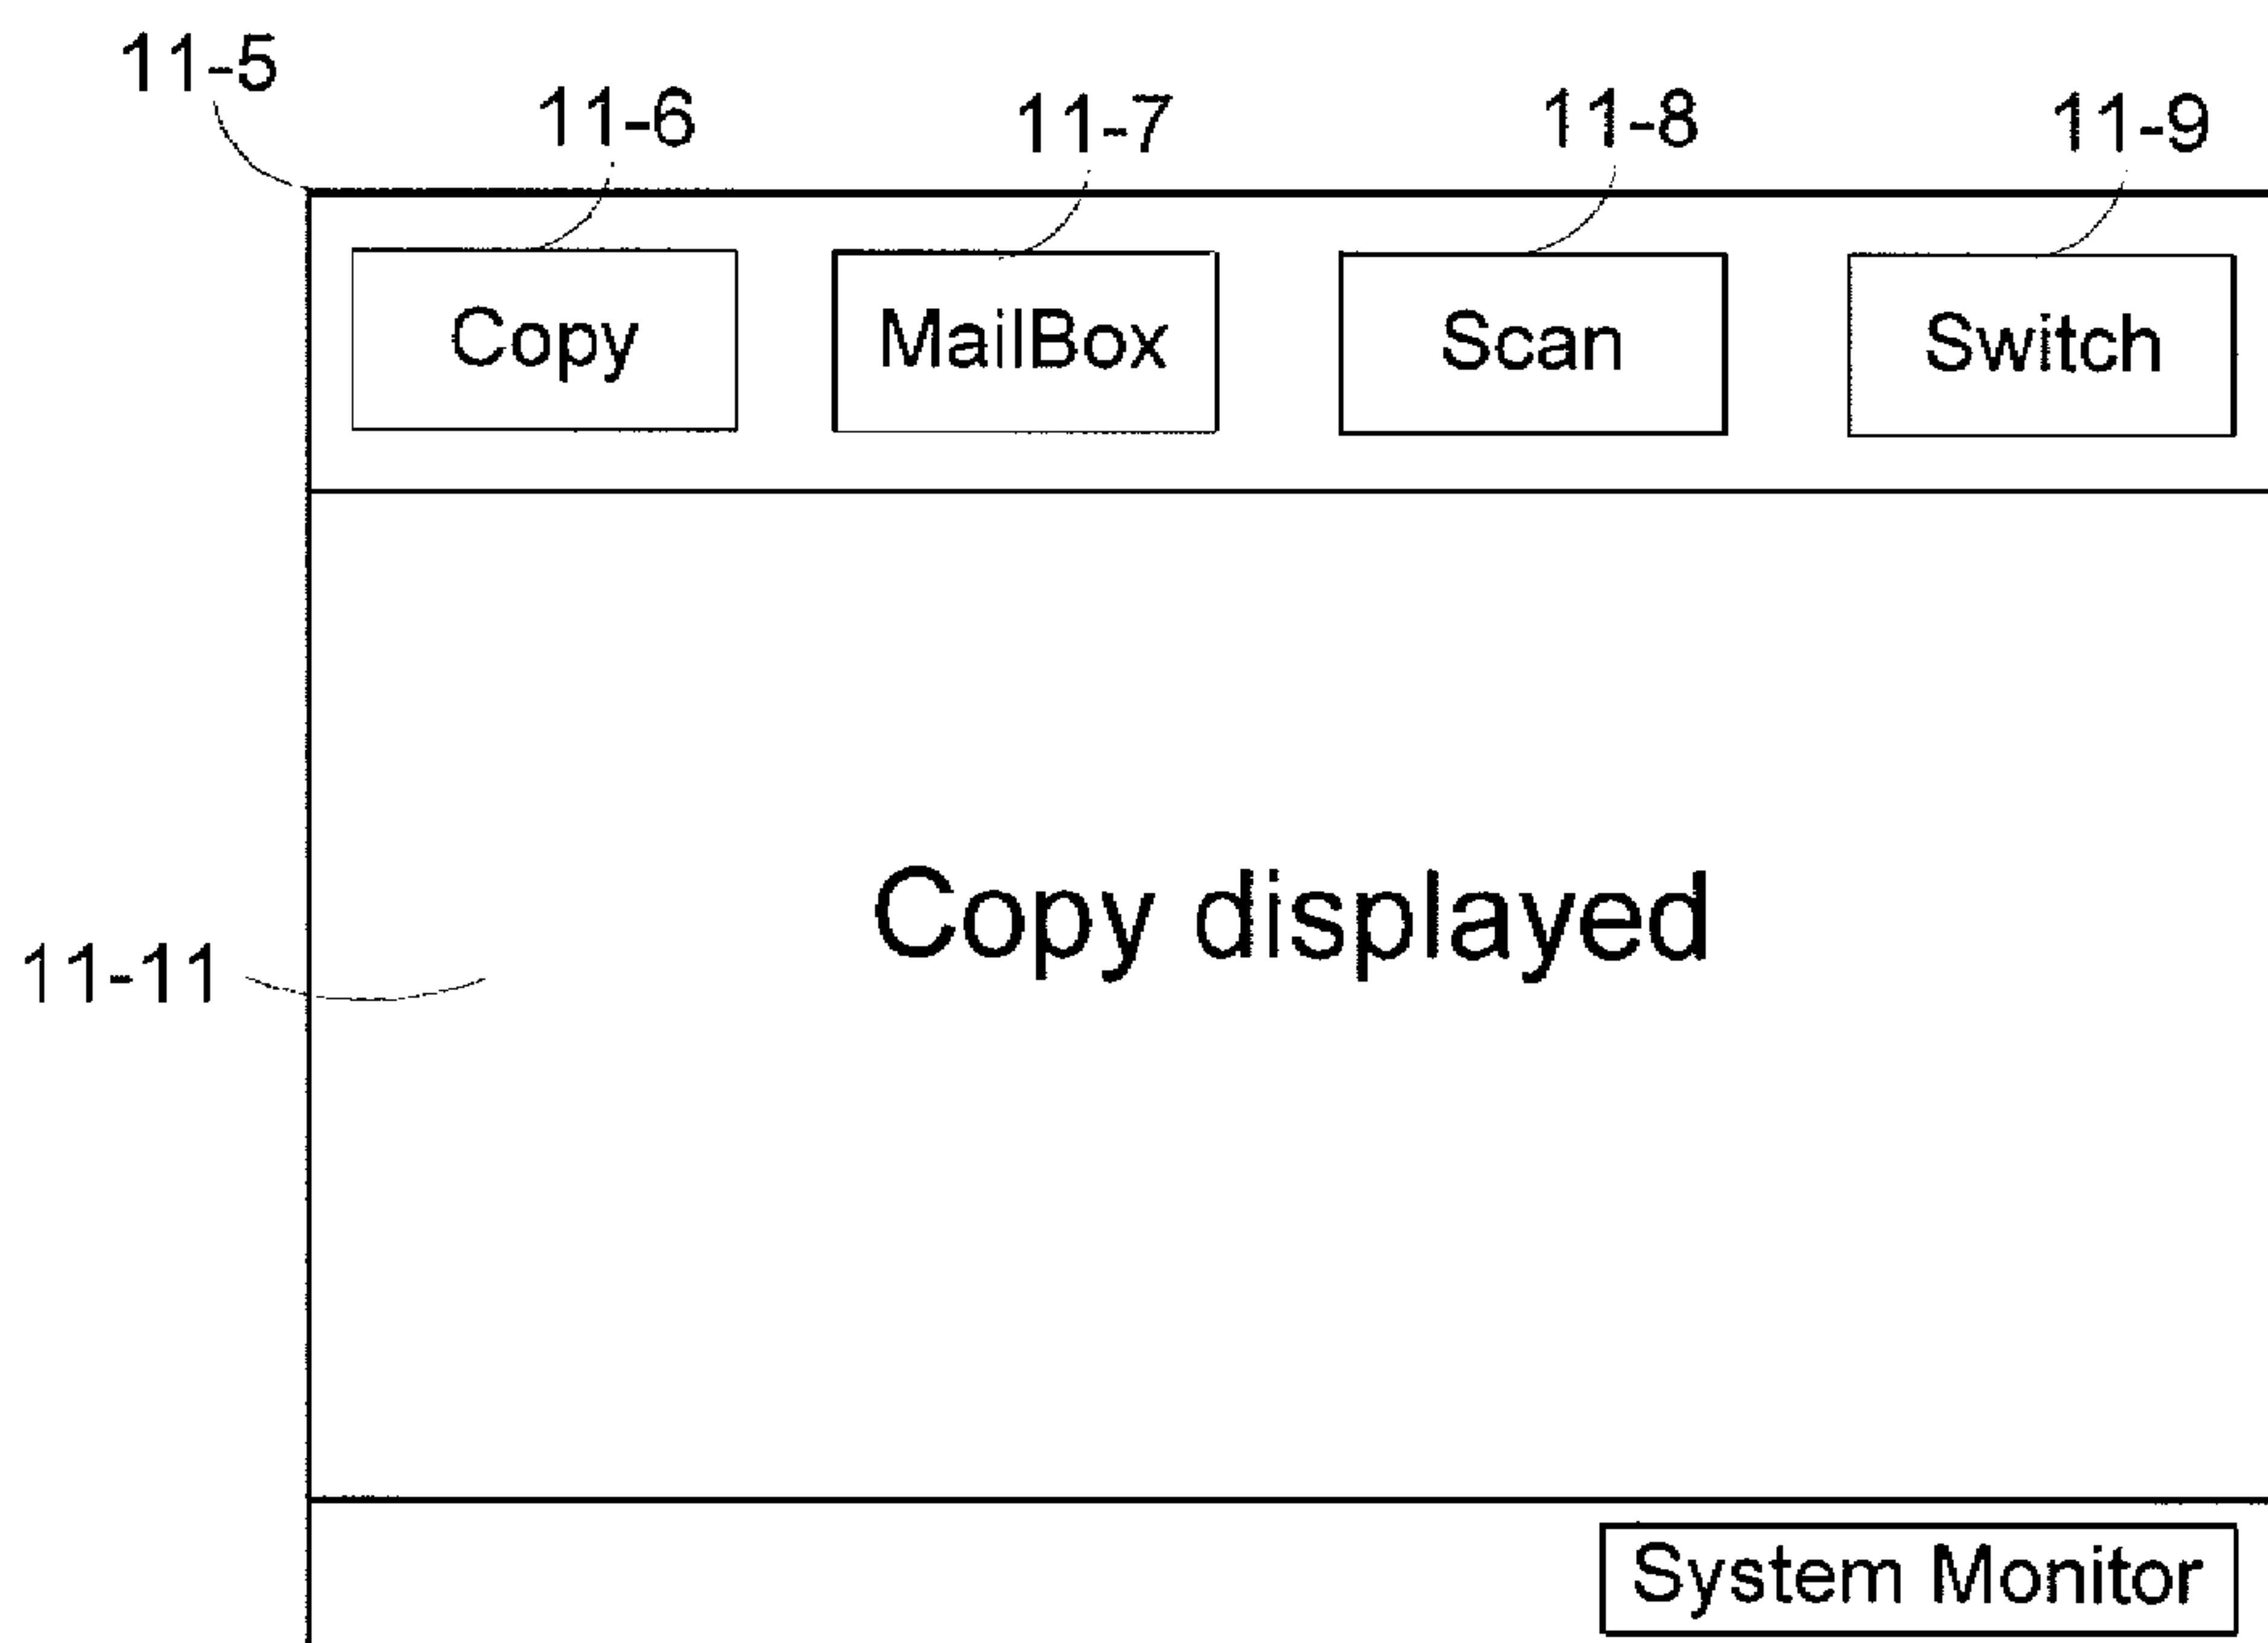 11-5
11-6 11-7 11-8 11-9
Copy MailBox Scan Switch
Copy displayed
11-11
System Monitor